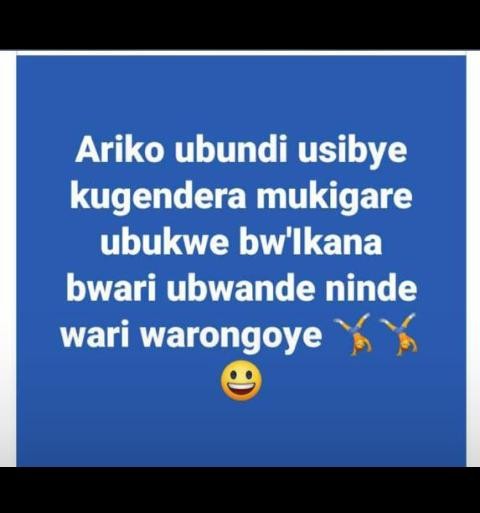 Ariko ubundi usibye
kugendera mukigare
ubukwe bw'Ikana
bwari ubwande ninde
wari warongoye 🤸🤸
😃